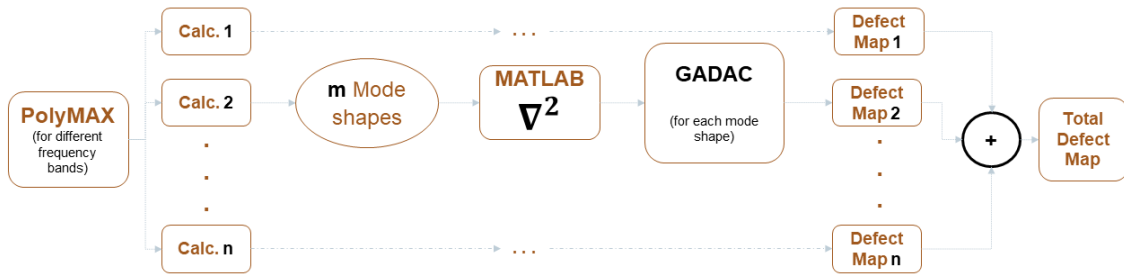 PolyMAX
(for different
frequency
bands)
Calc. 1
. . .
Defect
Map 1
Calc. 2
m Mode
shapes
MATLAB
∇²
GADAC
(for each mode
shape)
Defect
Map 2
.
.
.
.
.
.
Calc. n
...
Defect
Map n
+
Total
Defect
Map